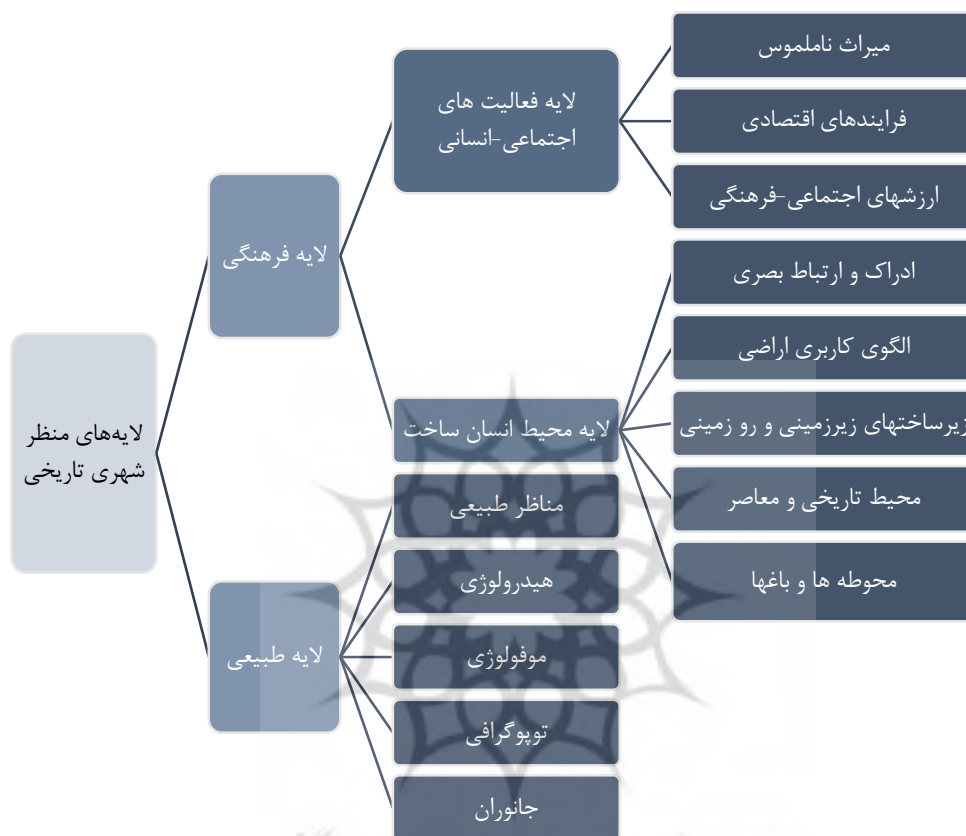 لایه‌های منظر
شهری تاریخی
لایه فرهنگی
لایه فعالیت های
اجتماعی-انسانی
میراث ناملموس
فرایندهای اقتصادی
ارزشهای اجتماعی-فرهنگی
لایه محیط انسان ساخت
ادراک و ارتباط بصری
الگوی کاربری اراضی
زیرساختهای زیرزمینی و رو زمینی
محیط تاریخی و معاصر
محوطه ها و باغها
لایه طبیعی
مناظر طبیعی
هیدرولوژی
موفولوژی
توپوگرافی
جانوران